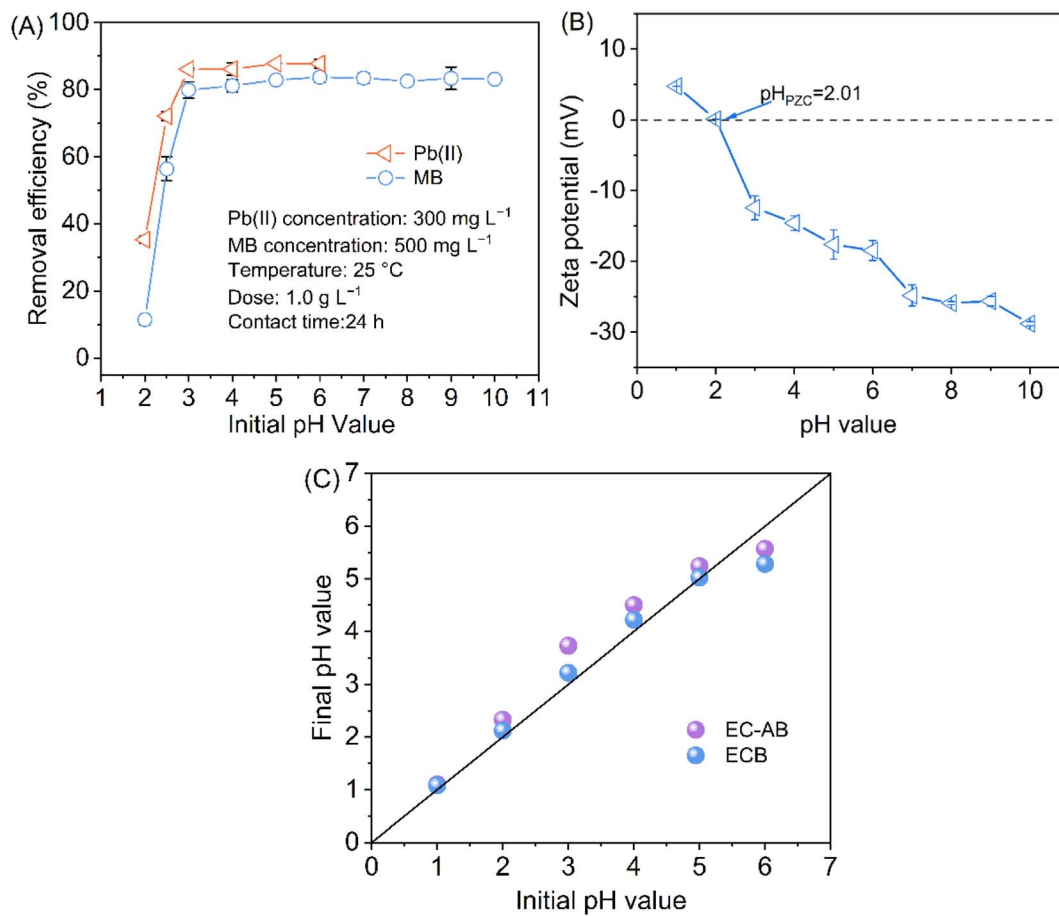 (A)
100
80
60
40
20
0
Removal efficiency (%)
Pb(II)
MB
Pb(II) concentration: 300 mg L⁻¹
MB concentration: 500 mg L⁻¹
Temperature: 25 °C
Dose: 1.0 g L⁻¹
Contact time:24 h
1 2 3 4 5 6 7 8 9 10 11
Initial pH Value
(B)
10
0
-10
-20
-30
Zeta potential (mV)
pHPZC=2.01
0 2 4 6 8 10
pH value
(C)
7
6
5
4
3
2
1
0
Final pH value
EC-AB
ECB
0 1 2 3 4 5 6 7
Initial pH value